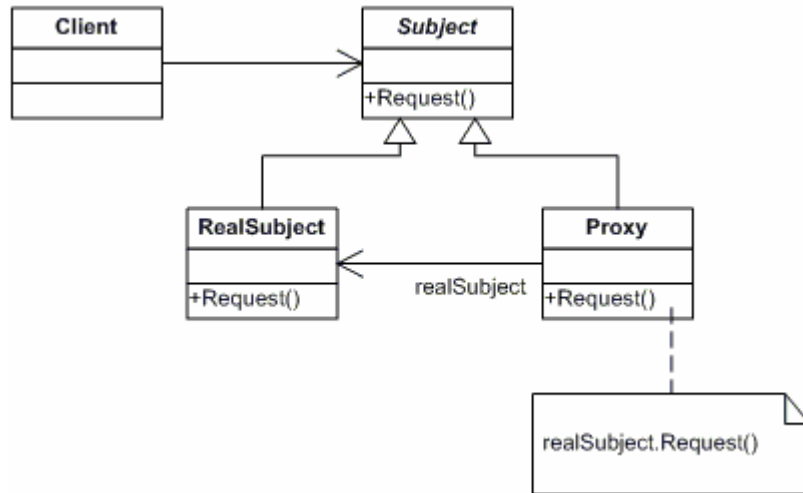 Client
Subject
+Request()
RealSubject
Proxy
realSubject
+Request()
+Request()
realSubject.Request()